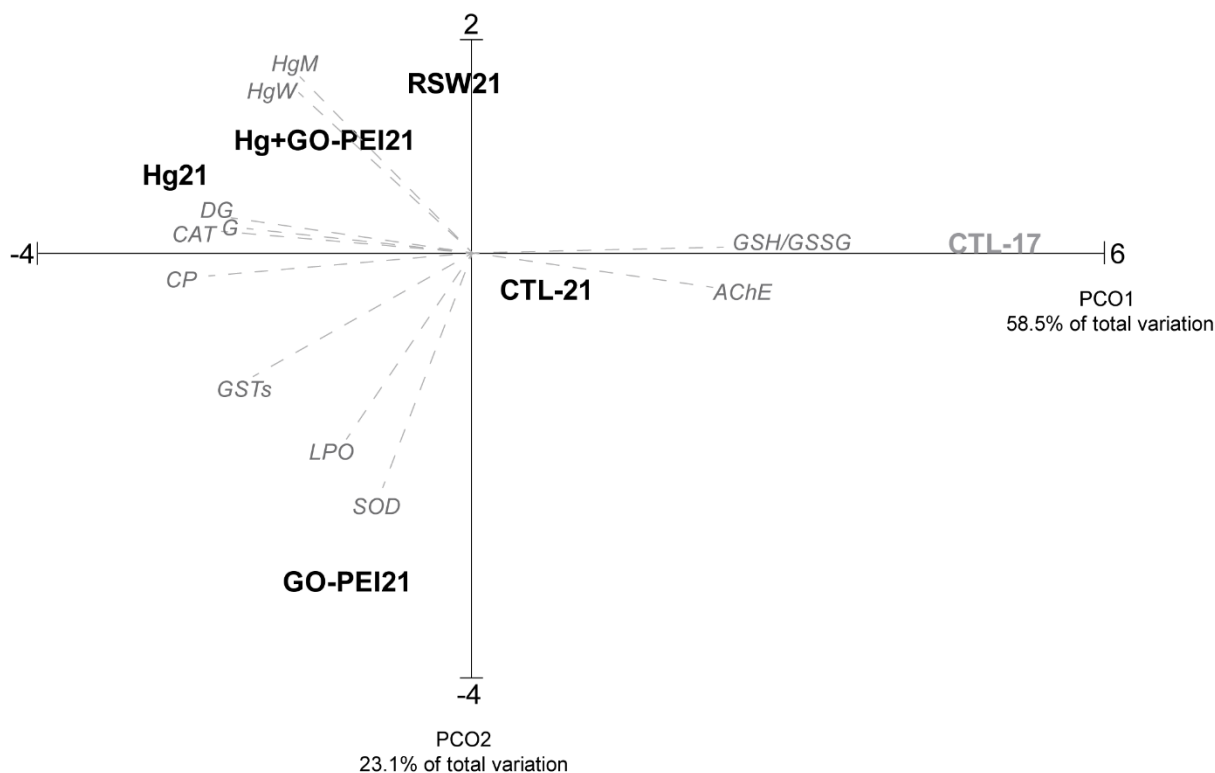 2
HgM
RSW21
HgW
Hg+GO-PEI21
Hg21
DG
G
CAT
GSH/GSSG
CTL-17
-4
6
CP
CTL-21
AChE
PCO1
58.5% of total variation
GSTs
LPO
SOD
GO-PEI21
-4
PCO2
23.1% of total variation